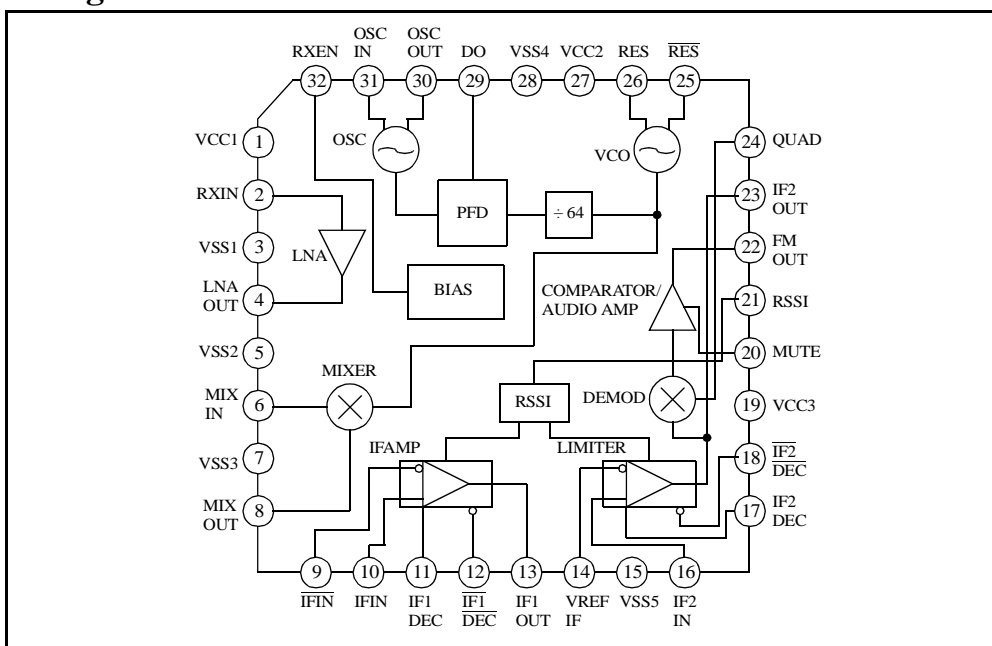 OSC IN
OSC OUT
RXEN
DO
VSS4
VCC2
RES
RES
32
31
30
29
28
27
26
25
VCC1
1
OSC
VCO
24
QUAD
RXIN
2
PFD
÷ 64
23
IF2 OUT
VSS1
3
LNA
22
FM OUT
LNA OUT
4
BIAS
COMPARATOR/
AUDIO AMP
21
RSSI
VSS2
5
20
MUTE
MIXER
MIX IN
6
RSSI
DEMOD
19
VCC3
VSS3
7
IFAMP
LIMITER
18
IF2 DEC
MIX OUT
8
17
IF2 DEC
9
10
11
12
13
14
15
16
IFIN
IFIN
IF1 DEC
IF1 DEC
IF1 OUT
VREF IF
VSS5
IF2 IN